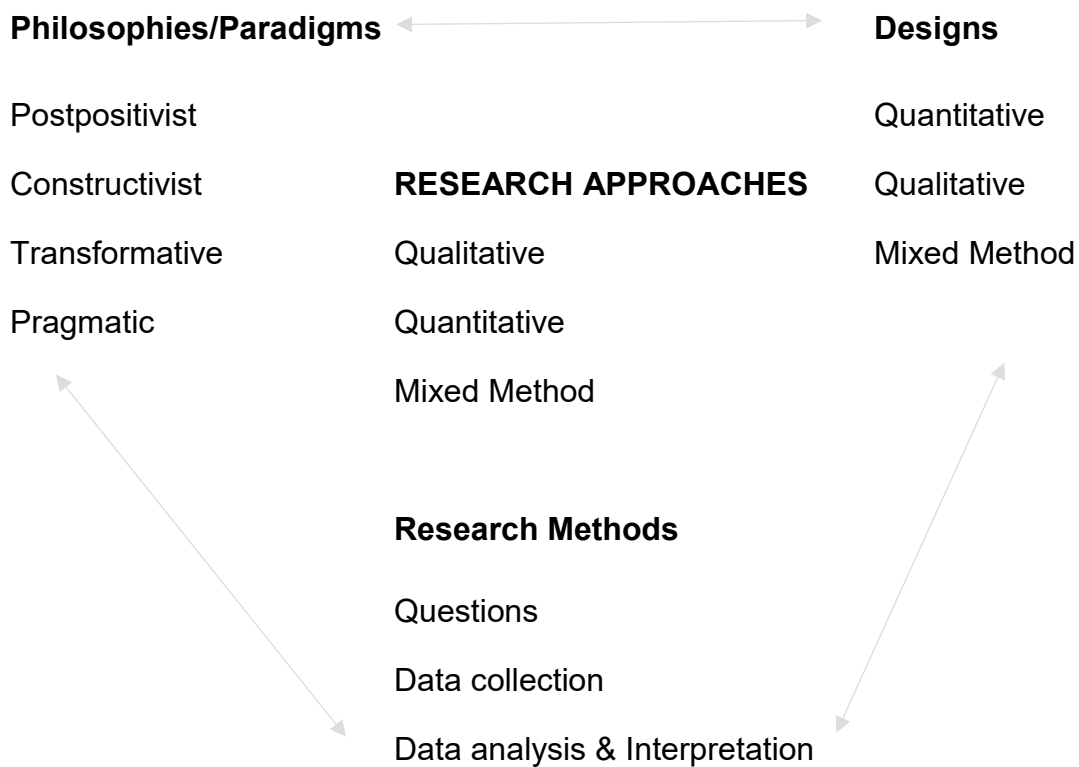 Philosophies/Paradigms
Designs
Postpositivist
Quantitative
Constructivist
RESEARCH APPROACHES
Qualitative
Transformative
Qualitative
Mixed Method
Pragmatic
Quantitative
Mixed Method
Research Methods
Questions
Data collection
Data analysis & Interpretation